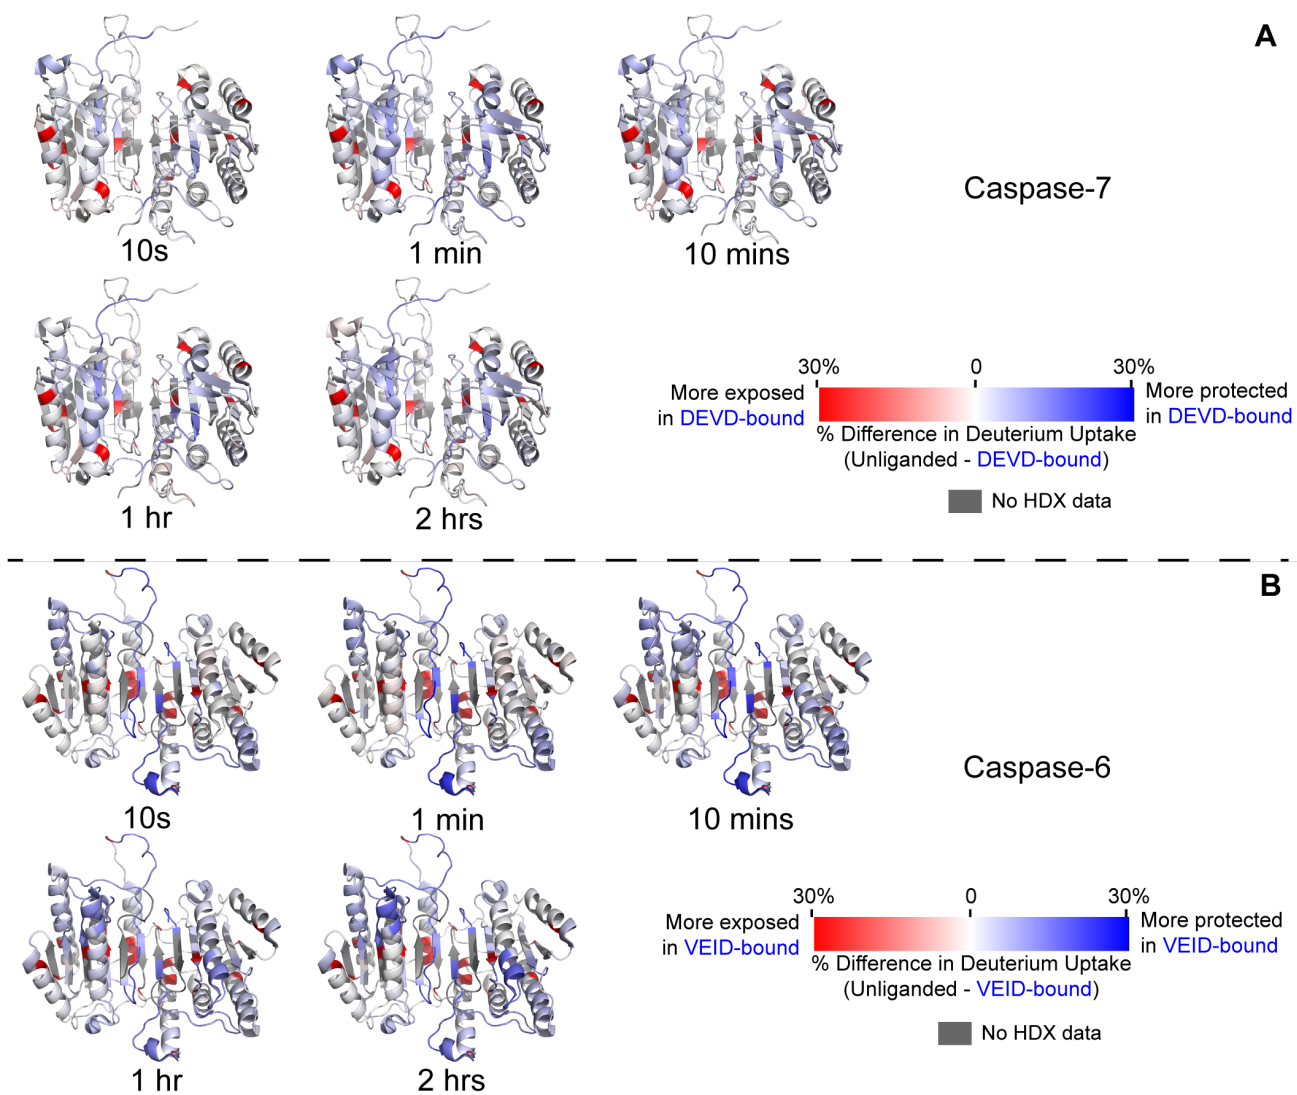 A
10s
1 min
10 mins
Caspase-7
30%
0
30%
More exposed
in DEVD-bound
More protected
in DEVD-bound
% Difference in Deuterium Uptake
(Unliganded - DEVD-bound)
No HDX data
1 hr
2 hrs
B
10s
1 min
10 mins
Caspase-6
30%
0
30%
More exposed
in VEID-bound
More protected
in VEID-bound
% Difference in Deuterium Uptake
(Unliganded - VEID-bound)
No HDX data
1 hr
2 hrs